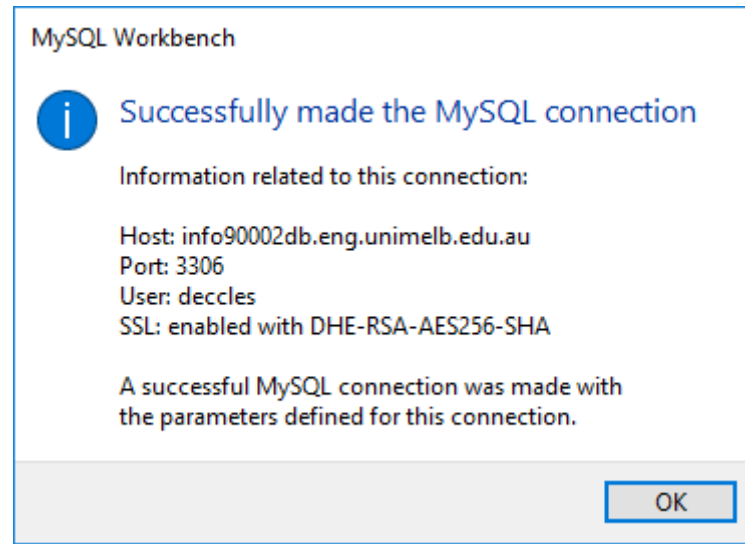 MySQL Workbench
i
Successfully made the MySQL connection
Information related to this connection:
Host: info90002db.eng.unimelb.edu.au
Port: 3306
User: deccles
SSL: enabled with DHE-RSA-AES256-SHA
A successful MySQL connection was made with
the parameters defined for this connection.
OK